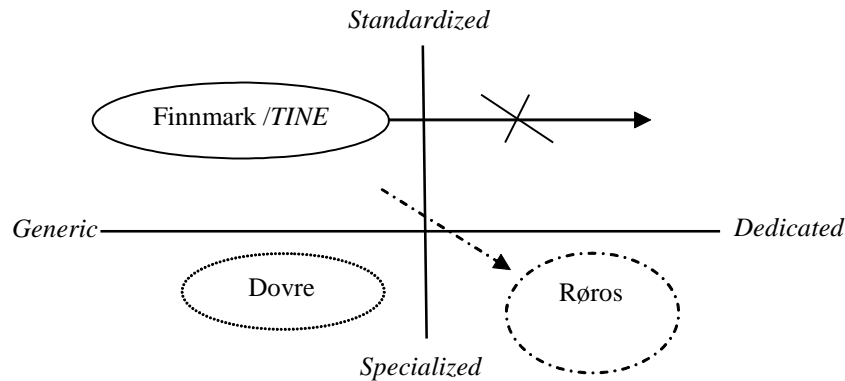 Standardized
Finnmark /TINE
Generic
Dedicated
Dovre
Røros
Specialized